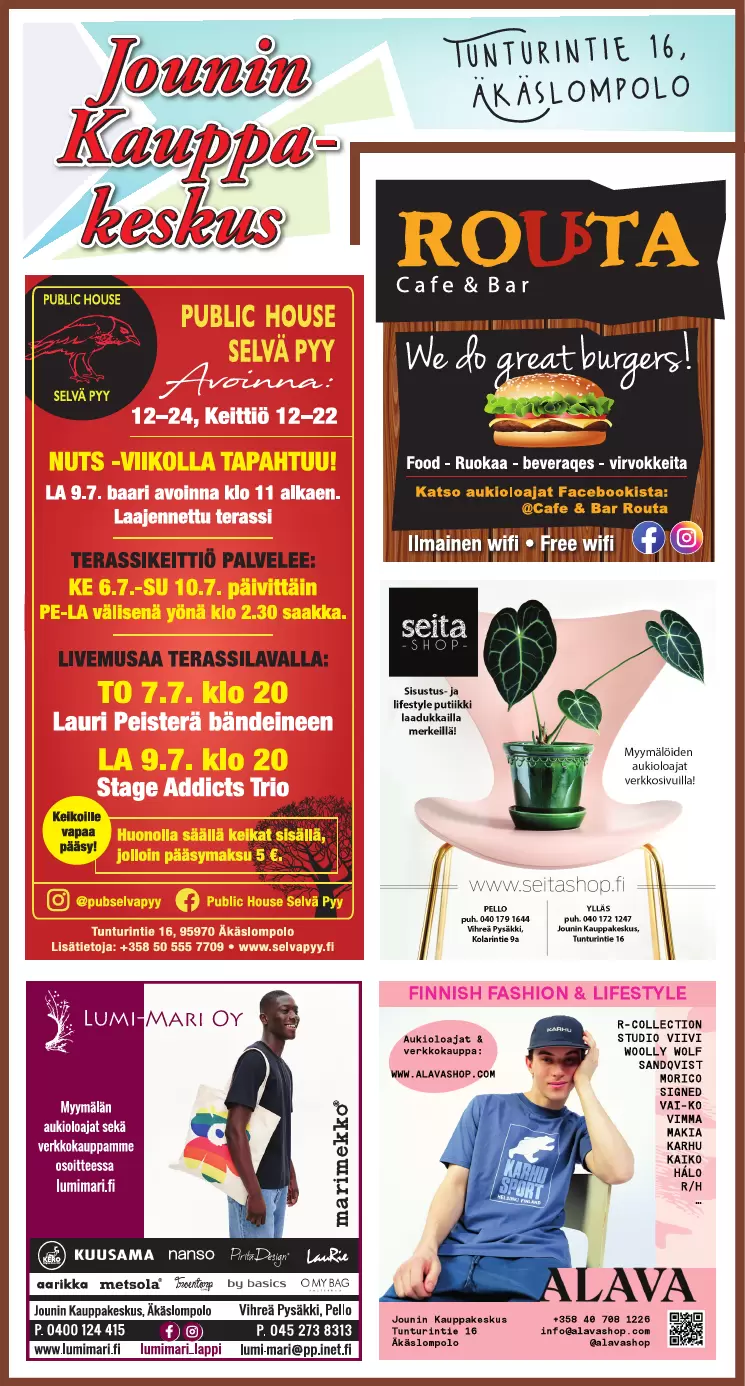 Jounin
Kauppa-
keskus
TUNTURINTIE 16,
ÄKÄSLOMPOLO
PUBLIC HOUSE
SELVÄ PYY
PUBLIC HOUSE
SELVÄ PYY
Avoinna:
12–24, Keittiö 12–22
NUTS -VIIKOLLA TAPAHTUU!
LA 9.7. baari avoinna klo 11 alkaen.
Laajennettu terassi
TERASSIKEITTIÖ PALVELEE:
KE 6.7.-SU 10.7. päivittäin
PE-LA välisenä yönä klo 2.30 saakka.
LIVEMUSAA TERASSILAVALLA:
TO 7.7. klo 20
Lauri Peisterä bändeineen
LA 9.7. klo 20
Stage Addicts Trio
Keikoille
vapaa
pääsy!
Huonolla säällä keikat sisällä,
jolloin pääsymaksu 5 €.
@pubselvapyy Public House Selvä Pyy
Tunturintie 16, 95970 Äkäslompolo
Lisätietoja: +358 50 555 7709 • www.selvapyy.fi
ROUTA
Cafe & Bar
We do great burgers!
Food - Ruokaa - beveraqes - virvokkeita
Katso aukioloajat Facebookista:
@Cafe & Bar Routa
Ilmainen wifi • Free wifi
seita
-SHOP-
Sisustus- ja
lifestyle putiikki
laadukkailla
merkeillä!
Myymälöiden
aukioloajat
verkkosivuilla!
www.seitashop.fi
PELLO
puh. 040 179 1644
Vihreä Pysäkki,
Kolarintie 9a
YLLÄS
puh. 040 172 1247
Jounin Kauppakeskus,
Tunturintie 16
LUMI-MARI OY
Myymälän
aukioloajat sekä
verkkokauppamme
osoitteessa
lumimari.fi
marimekko
KEKO KUUSAMA nanso Pirita Design LauRie
aarikka metsola by basics O MY BAG
Jounin Kauppakeskus, Äkäslompolo
P. 0400 124 415
www.lumimari.fi
lumimari_lappi
Vihreä Pysäkki, Pello
P. 045 273 8313
lumi-mari@pp.inet.fi
FINNISH FASHION & LIFESTYLE
Aukioloajat &
verkkokauppa:
WWW.ALAVASHOP.COM
KARHU
KARHU
SPORT
HELSINKI FINLAND
R-COLLECTION
STUDIO VIIVI
WOOLLY WOLF
SANDQVIST
MORICO
SIGNED
VAI-KO
VIMMA
MAKIA
KARHU
KAIKO
HÁLO
R/H
…
ALAVA
Jounin Kauppakeskus
Tunturintie 16
Äkäslompolo
+358 40 708 1226
info@alavashop.com
@alavashop